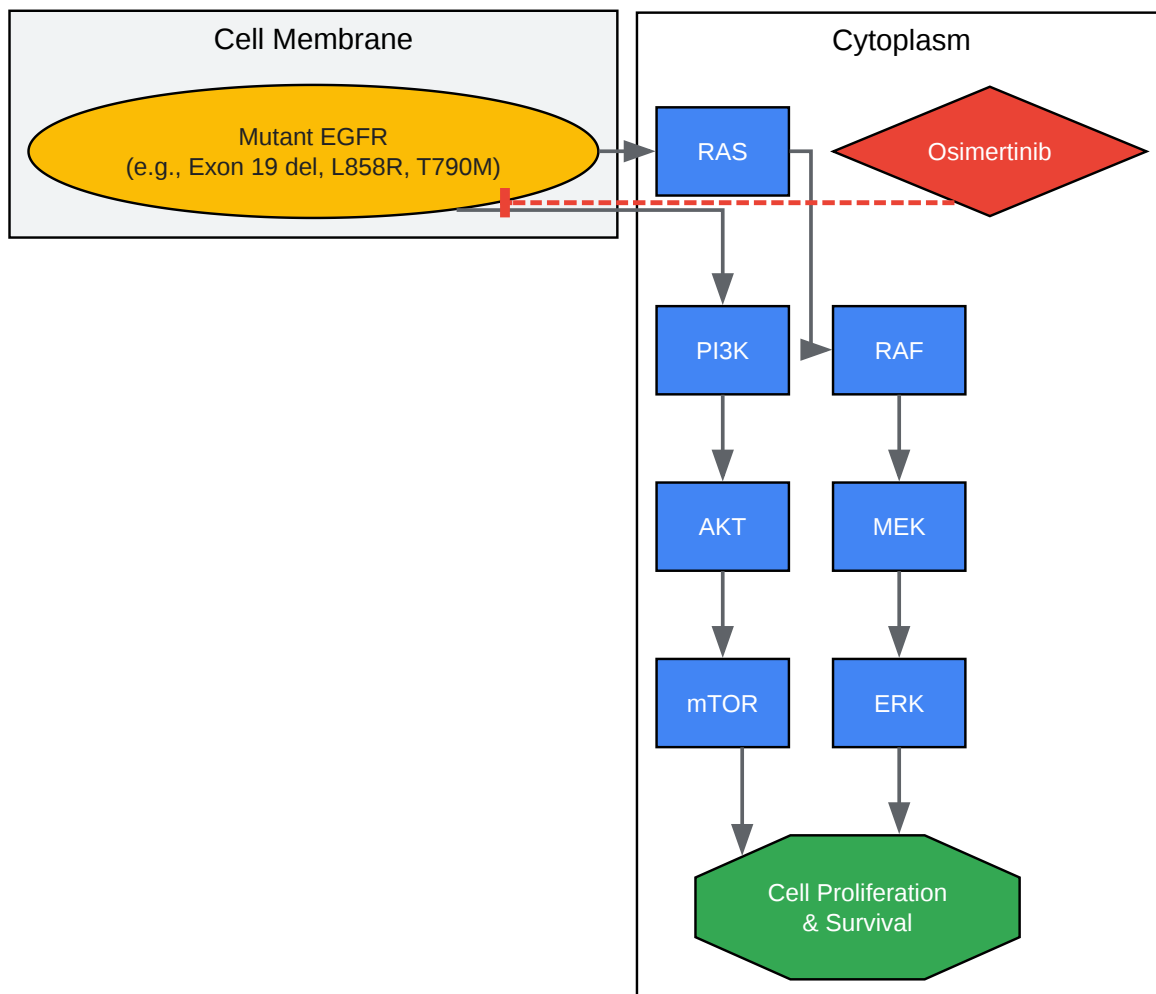 Cell Membrane
Cytoplasm
Mutant EGFR
(e.g., Exon 19 del, L858R, T790M)
RAS
Osimertinib
PI3K
RAF
AKT
MEK
mTOR
ERK
Cell Proliferation
& Survival